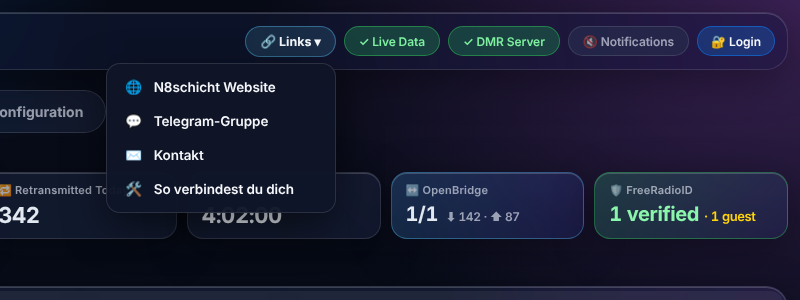 Links ▾
✓ Live Data
✓ DMR Server
Notifications
Login
N8schicht Website
Telegram-Gruppe
Kontakt
So verbindest du dich
onfiguration
Retransmitted To
342
4:02:00
OpenBridge
1/1 ⬇ 142 · ⬆ 87
FreeRadioID
1 verified · 1 guest